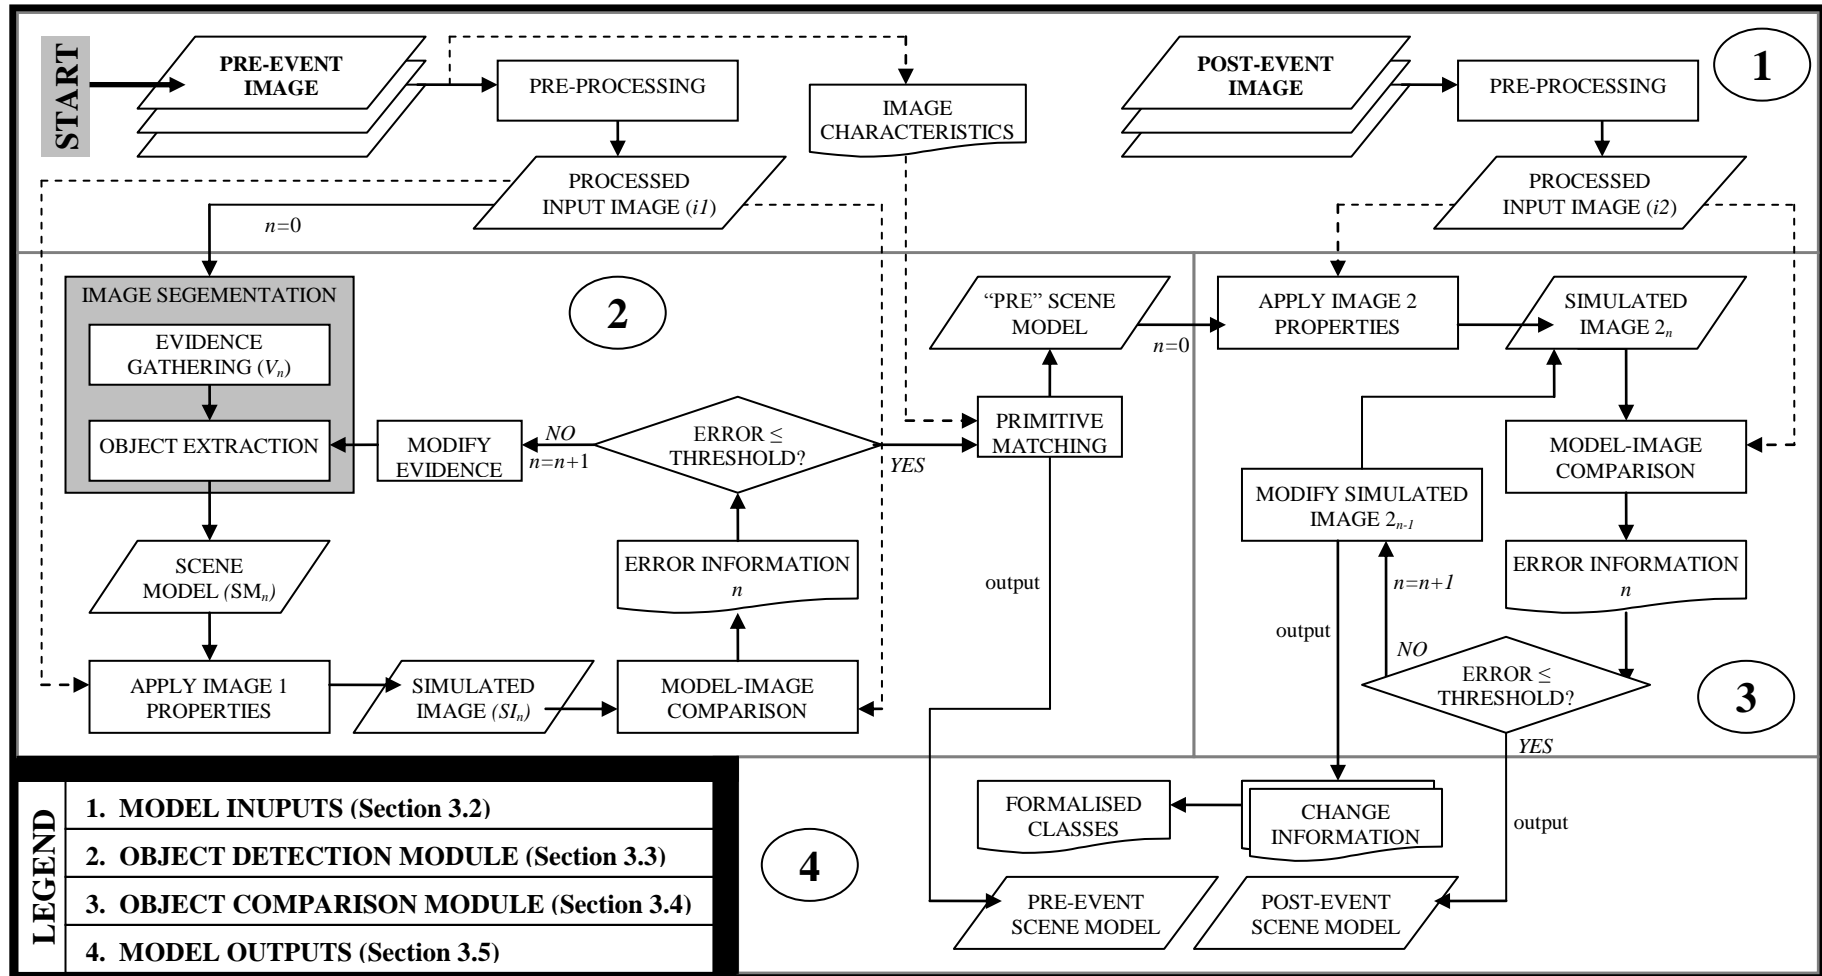 START
PRE-EVENT
IMAGE
PRE-PROCESSING
IMAGE
CHARACTERISTICS
POST-EVENT
IMAGE
PRE-PROCESSING
1
PROCESSED
INPUT IMAGE (i1)
PROCESSED
INPUT IMAGE (i2)
n=0
IMAGE SEGEMENTATION
EVIDENCE
GATHERING (Vn)
OBJECT EXTRACTION
2
MODIFY
EVIDENCE
NO
n=n+1
ERROR ≤
THRESHOLD?
YES
PRIMITIVE
MATCHING
“PRE” SCENE
MODEL
n=0
SCENE
MODEL (SMn)
ERROR INFORMATION
n
APPLY IMAGE 1
PROPERTIES
SIMULATED
IMAGE (SIn)
MODEL-IMAGE
COMPARISON
output
APPLY IMAGE 2
PROPERTIES
SIMULATED
IMAGE 2n
MODEL-IMAGE
COMPARISON
MODIFY SIMULATED
IMAGE 2n-1
ERROR INFORMATION
n
n=n+1
output
NO
ERROR ≤
THRESHOLD?
3
YES
LEGEND
1. MODEL INUPUTS (Section 3.2)
2. OBJECT DETECTION MODULE (Section 3.3)
3. OBJECT COMPARISON MODULE (Section 3.4)
4. MODEL OUTPUTS (Section 3.5)
4
FORMALISED
CLASSES
CHANGE
INFORMATION
output
PRE-EVENT
SCENE MODEL
POST-EVENT
SCENE MODEL